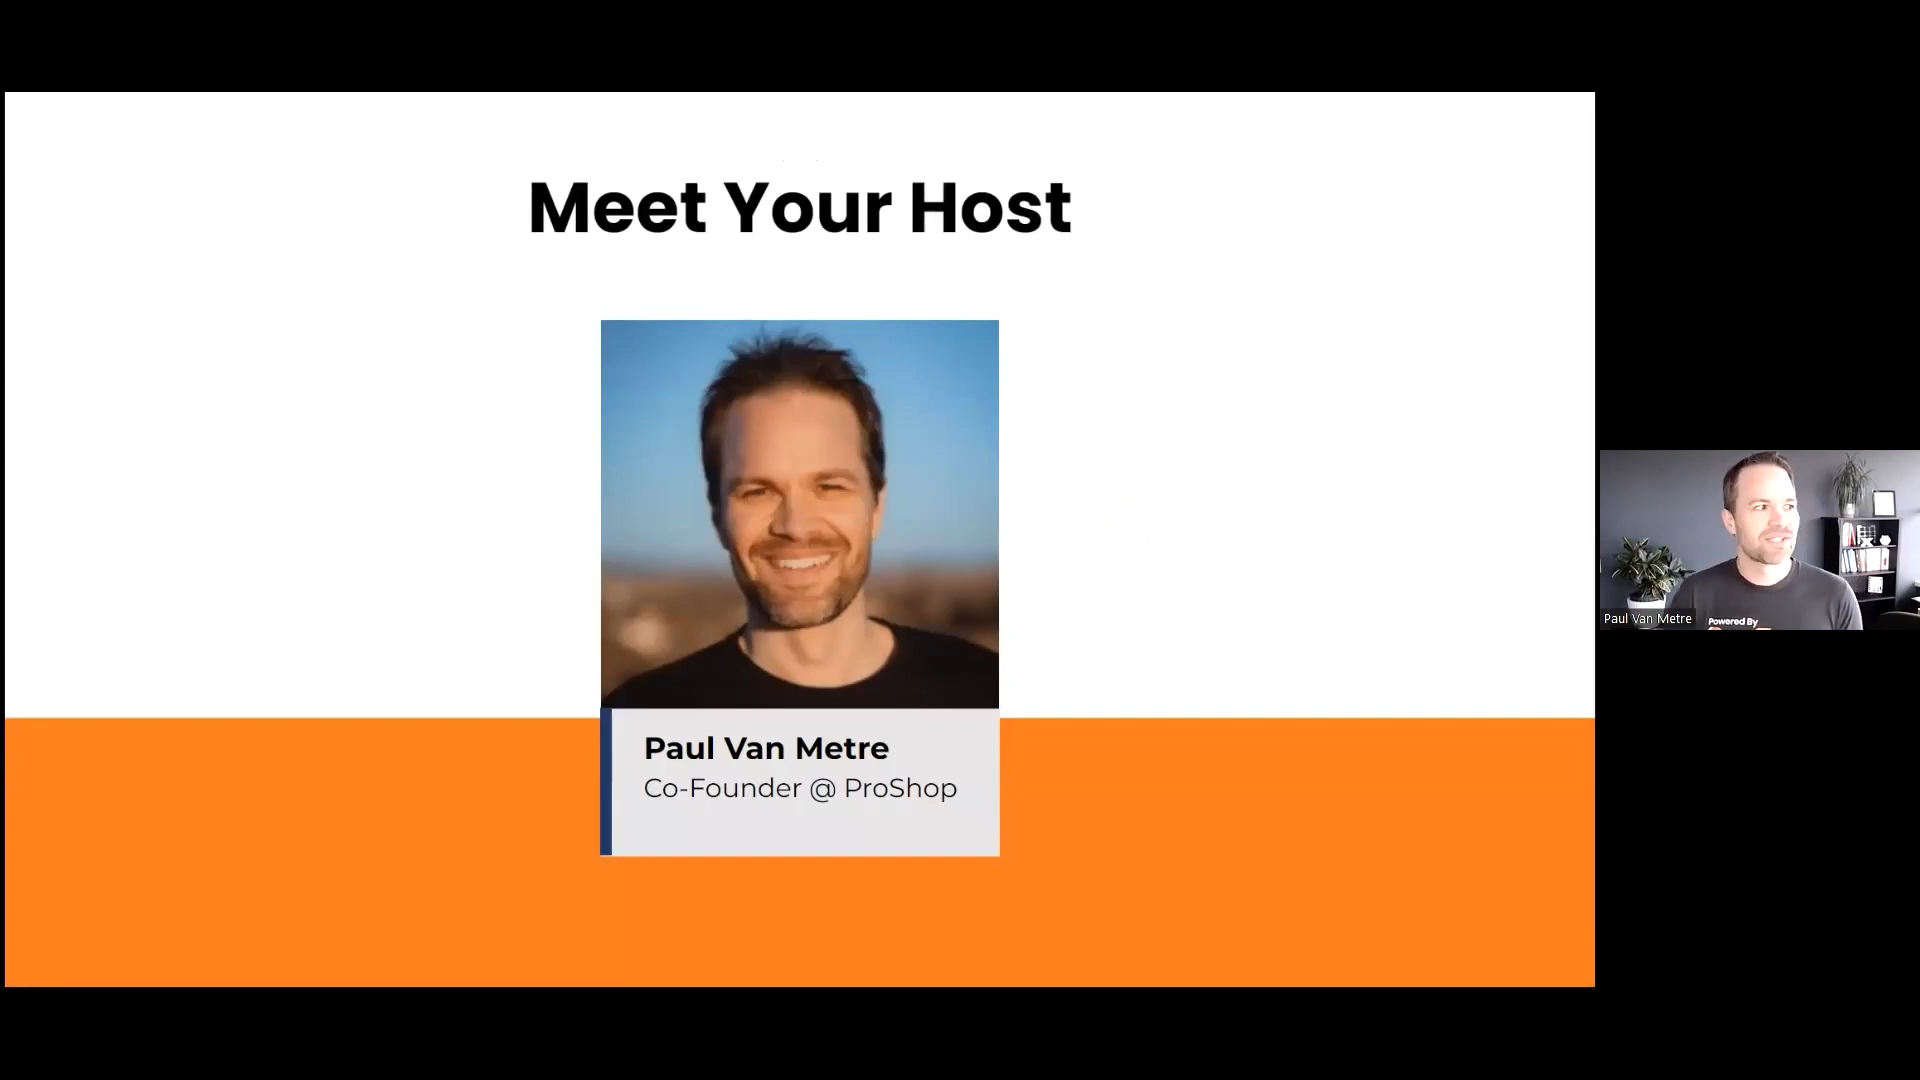 Meet Your Host
Paul Van Metre
Co-Founder @ ProShop
Paul Van Metre
Powered By